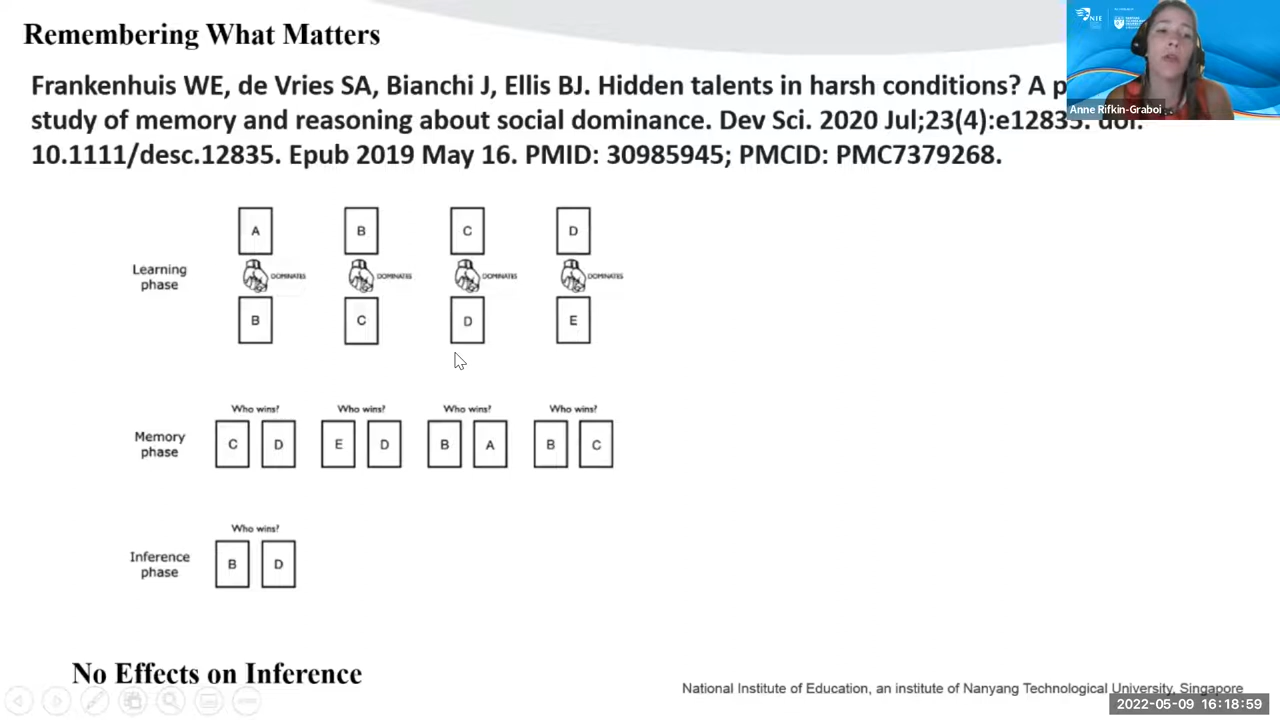 Remembering What Matters
Frankenhuis WE, de Vries SA, Bianchi J, Ellis BJ. Hidden talents in harsh conditions? A
study of memory and reasoning about social dominance. Dev Sci. 2020 Jul;23(4):e12835. doi:
10.1111/desc.12835. Epub 2019 May 16. PMID: 30985945; PMCID: PMC7379268.
NIE
Anne Rifkin-Graboi
A B C D
Learning
phase
DOMINATES DOMINATES DOMINATES DOMINATES
B C D E
Who wins? Who wins? Who wins? Who wins?
Memory
phase
C D E D B A B C
Who wins?
Inference
phase
B D
No Effects on Inference
National Institute of Education, an institute of Nanyang Technological University, Singapore
2022-05-09 16:18:59